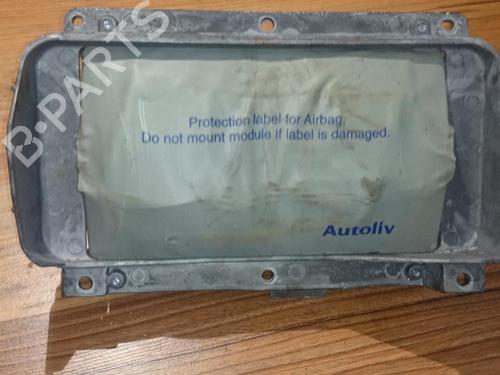 Protection label for Airbag.
Do not mount module if label is damaged.
Autoliv
B-PARTS